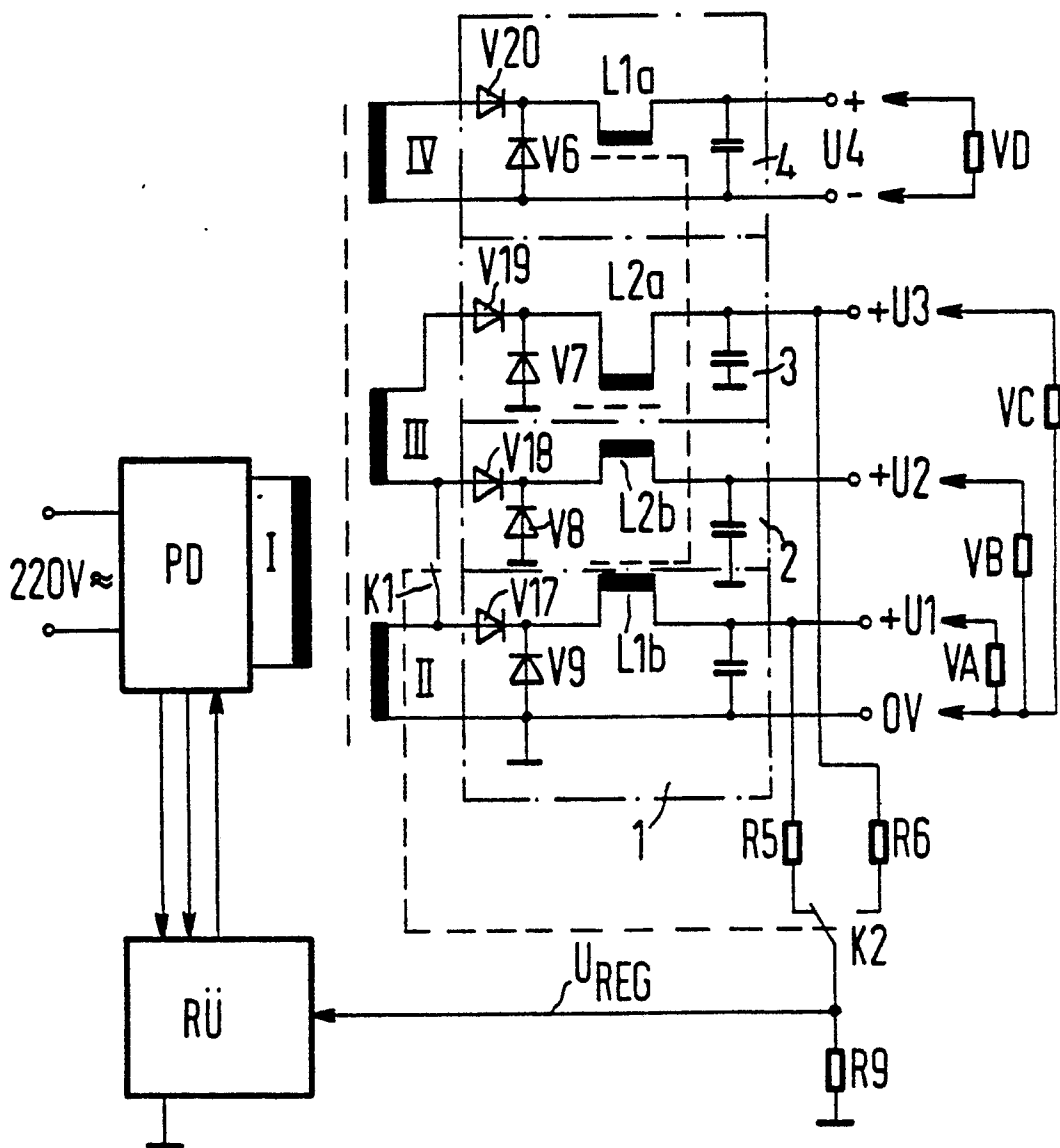 V20
L1a
+
IV
V6
U4
VD
4
-
V19
L2a
+U3
V7
3
VC
III
V18
+U2
L2b
V8
2
I
PD
VB
220V≈
K1
V17
+U1
L1b
VA
II
V9
0V
1
R5
R6
K2
UREG
RÜ
R9